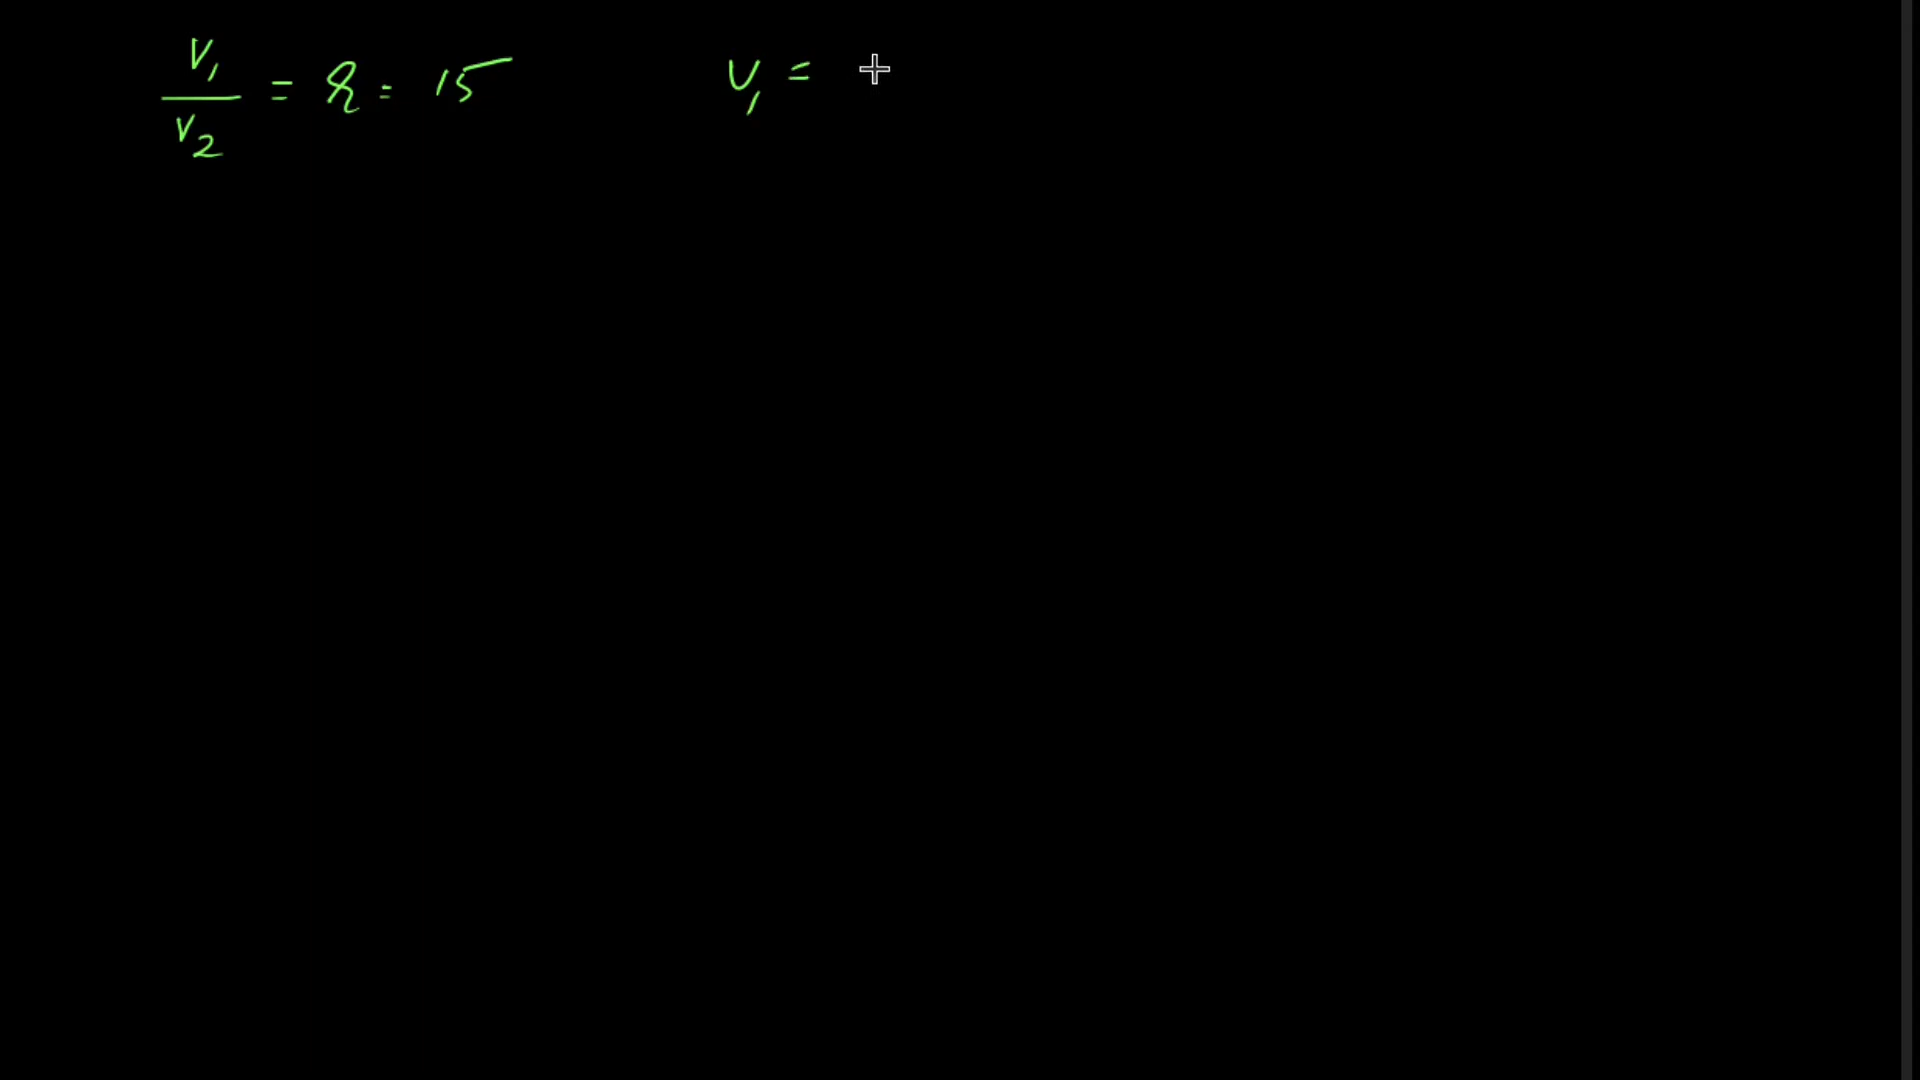 V₁/V₂ = r = 15 V₁ =